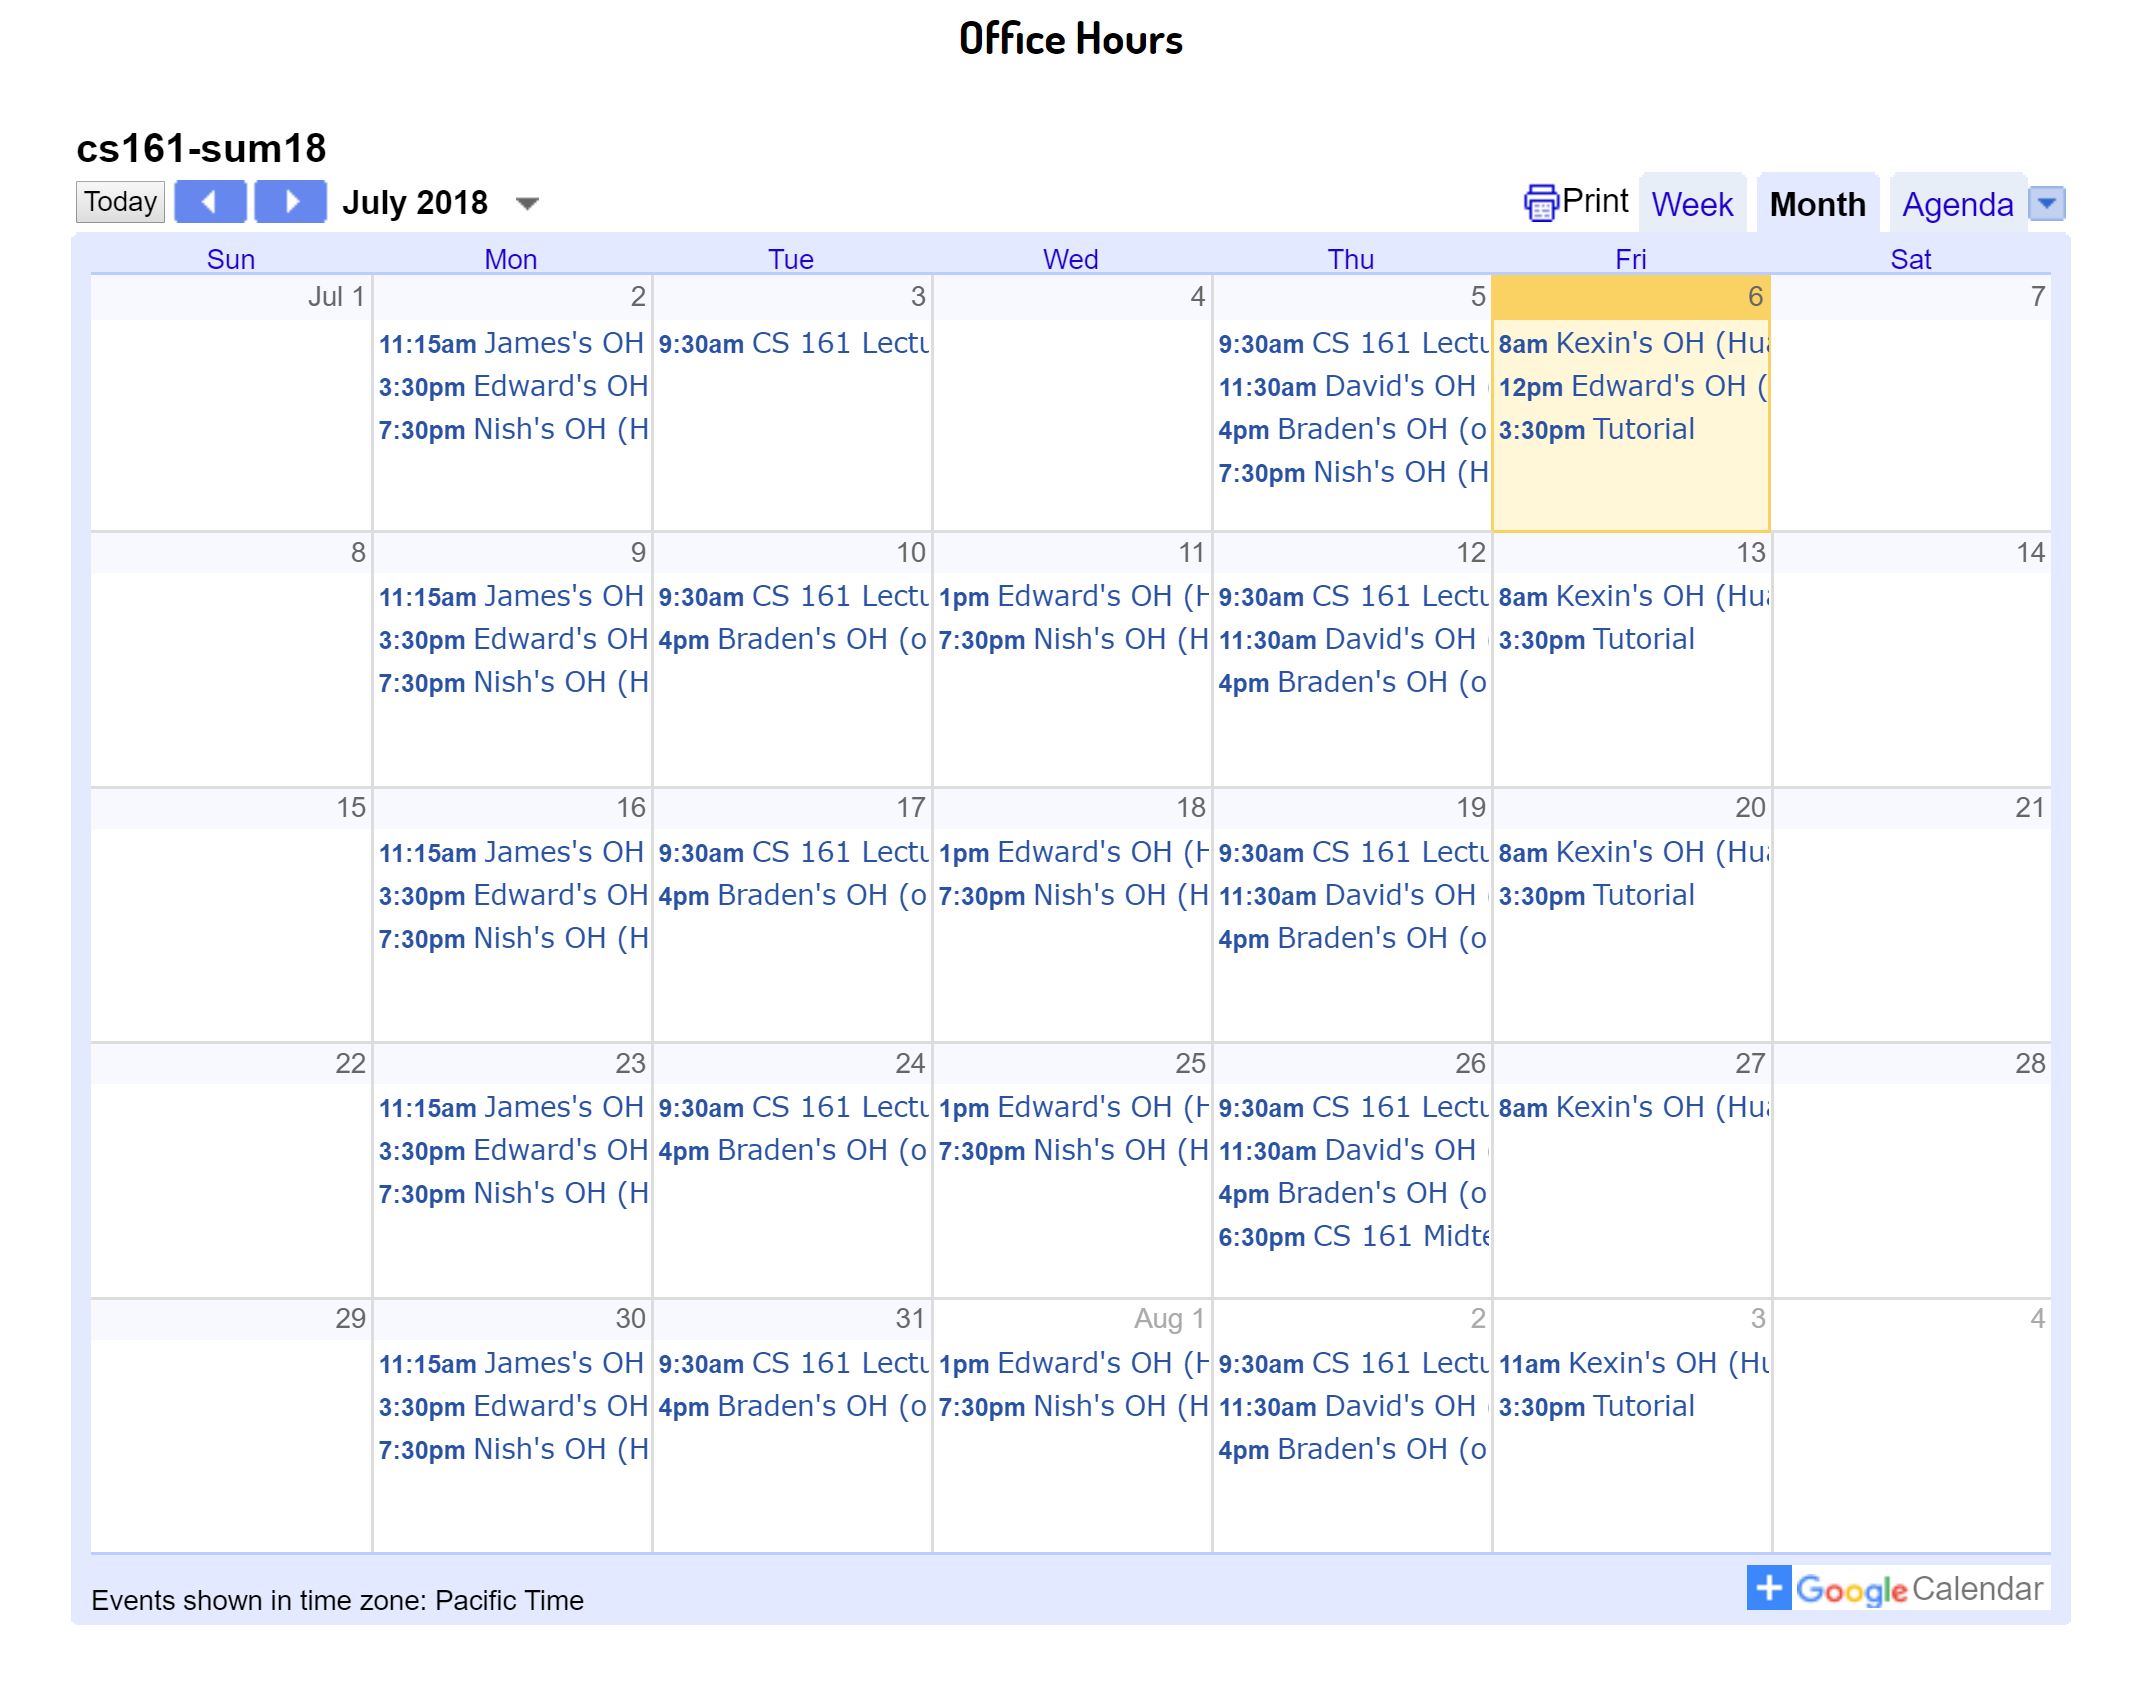 Office Hours
cs161-sum18
Today
July 2018
Print
Week
Month
Agenda
Sun Mon Tue Wed Thu Fri Sat
Jul 1 2 3 4 5 6 7
11:15am James's OH
3:30pm Edward's OH
7:30pm Nish's OH (H
9:30am CS 161 Lectu
9:30am CS 161 Lectu
11:30am David's OH
4pm Braden's OH (o
7:30pm Nish's OH (H
8am Kexin's OH (Hua
12pm Edward's OH (
3:30pm Tutorial
8 9 10 11 12 13 14
11:15am James's OH
3:30pm Edward's OH
7:30pm Nish's OH (H
9:30am CS 161 Lectu
4pm Braden's OH (o
1pm Edward's OH (H
7:30pm Nish's OH (H
9:30am CS 161 Lectu
11:30am David's OH
4pm Braden's OH (o
8am Kexin's OH (Hua
3:30pm Tutorial
15 16 17 18 19 20 21
11:15am James's OH
3:30pm Edward's OH
7:30pm Nish's OH (H
9:30am CS 161 Lectu
4pm Braden's OH (o
1pm Edward's OH (H
7:30pm Nish's OH (H
9:30am CS 161 Lectu
11:30am David's OH
4pm Braden's OH (o
8am Kexin's OH (Hua
3:30pm Tutorial
22 23 24 25 26 27 28
11:15am James's OH
3:30pm Edward's OH
7:30pm Nish's OH (H
9:30am CS 161 Lectu
4pm Braden's OH (o
1pm Edward's OH (H
7:30pm Nish's OH (H
9:30am CS 161 Lectu
11:30am David's OH
4pm Braden's OH (o
6:30pm CS 161 Midte
8am Kexin's OH (Hua
29 30 31 Aug 1 2 3 4
11:15am James's OH
3:30pm Edward's OH
7:30pm Nish's OH (H
9:30am CS 161 Lectu
4pm Braden's OH (o
1pm Edward's OH (H
7:30pm Nish's OH (H
9:30am CS 161 Lectu
11:30am David's OH
4pm Braden's OH (o
11am Kexin's OH (Hu
3:30pm Tutorial
Events shown in time zone: Pacific Time
+ Google Calendar